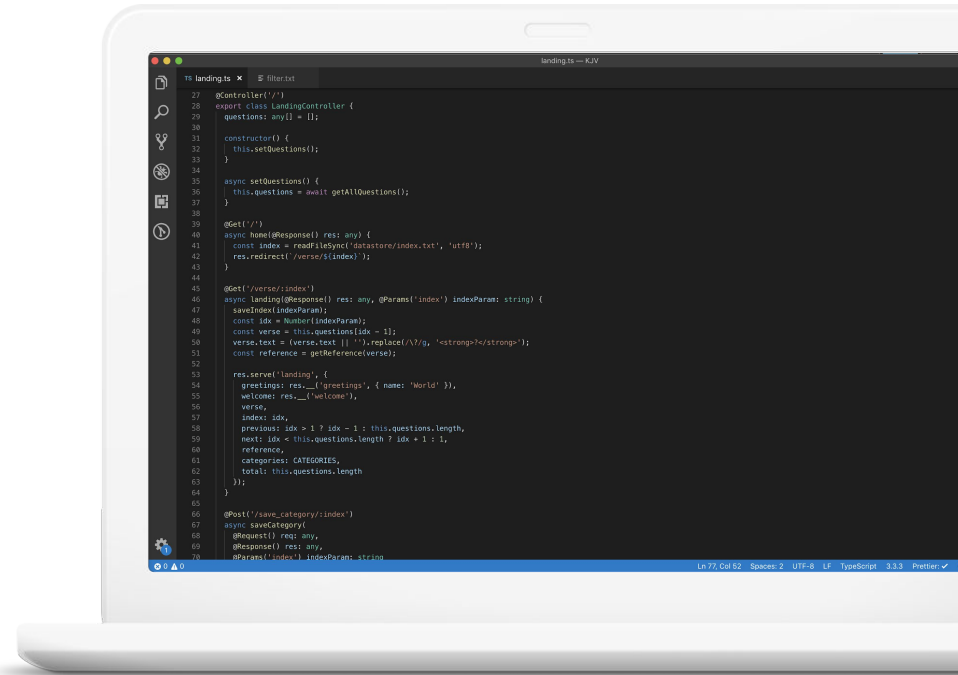 landing.ts — KJV
TS landing.ts × filter.txt
27 @Controller('/')
28 export class LandingController {
29 questions: any[] = [];
30
31 constructor() {
32 this.setQuestions();
33 }
34
35 async setQuestions() {
36 this.questions = await getAllQuestions();
37 }
38
39 @Get('/')
40 async home(@Response() res: any) {
41 const index = readFileSync('datastore/index.txt', 'utf8');
42 res.redirect(`/verse/${index}`);
43 }
44
45 @Get('/verse/:index')
46 async landing(@Response() res: any, @Params('index') indexParam: string) {
47 saveIndex(indexParam);
48 const idx = Number(indexParam);
49 const verse = this.questions[idx - 1];
50 verse.text = (verse.text || '').replace(/\?/g, '<strong>?</strong>');
51 const reference = getReference(verse);
52
53 res.serve('landing', {
54 greetings: res.__('greetings', { name: 'World' }),
55 welcome: res.__('welcome'),
56 verse,
57 index: idx,
58 previous: idx > 1 ? idx - 1 : this.questions.length,
59 next: idx < this.questions.length ? idx + 1 : 1,
60 reference,
61 categories: CATEGORIES,
62 total: this.questions.length
63 });
64 }
65
66 @Post('/save_category/:index')
67 async saveCategory(
68 @Request() req: any,
69 @Response() res: any,
70 @Params('index') indexParam: string
1
0 0 Ln 77, Col 52 Spaces: 2 UTF-8 LF TypeScript 3.3.3 Prettier: ✓